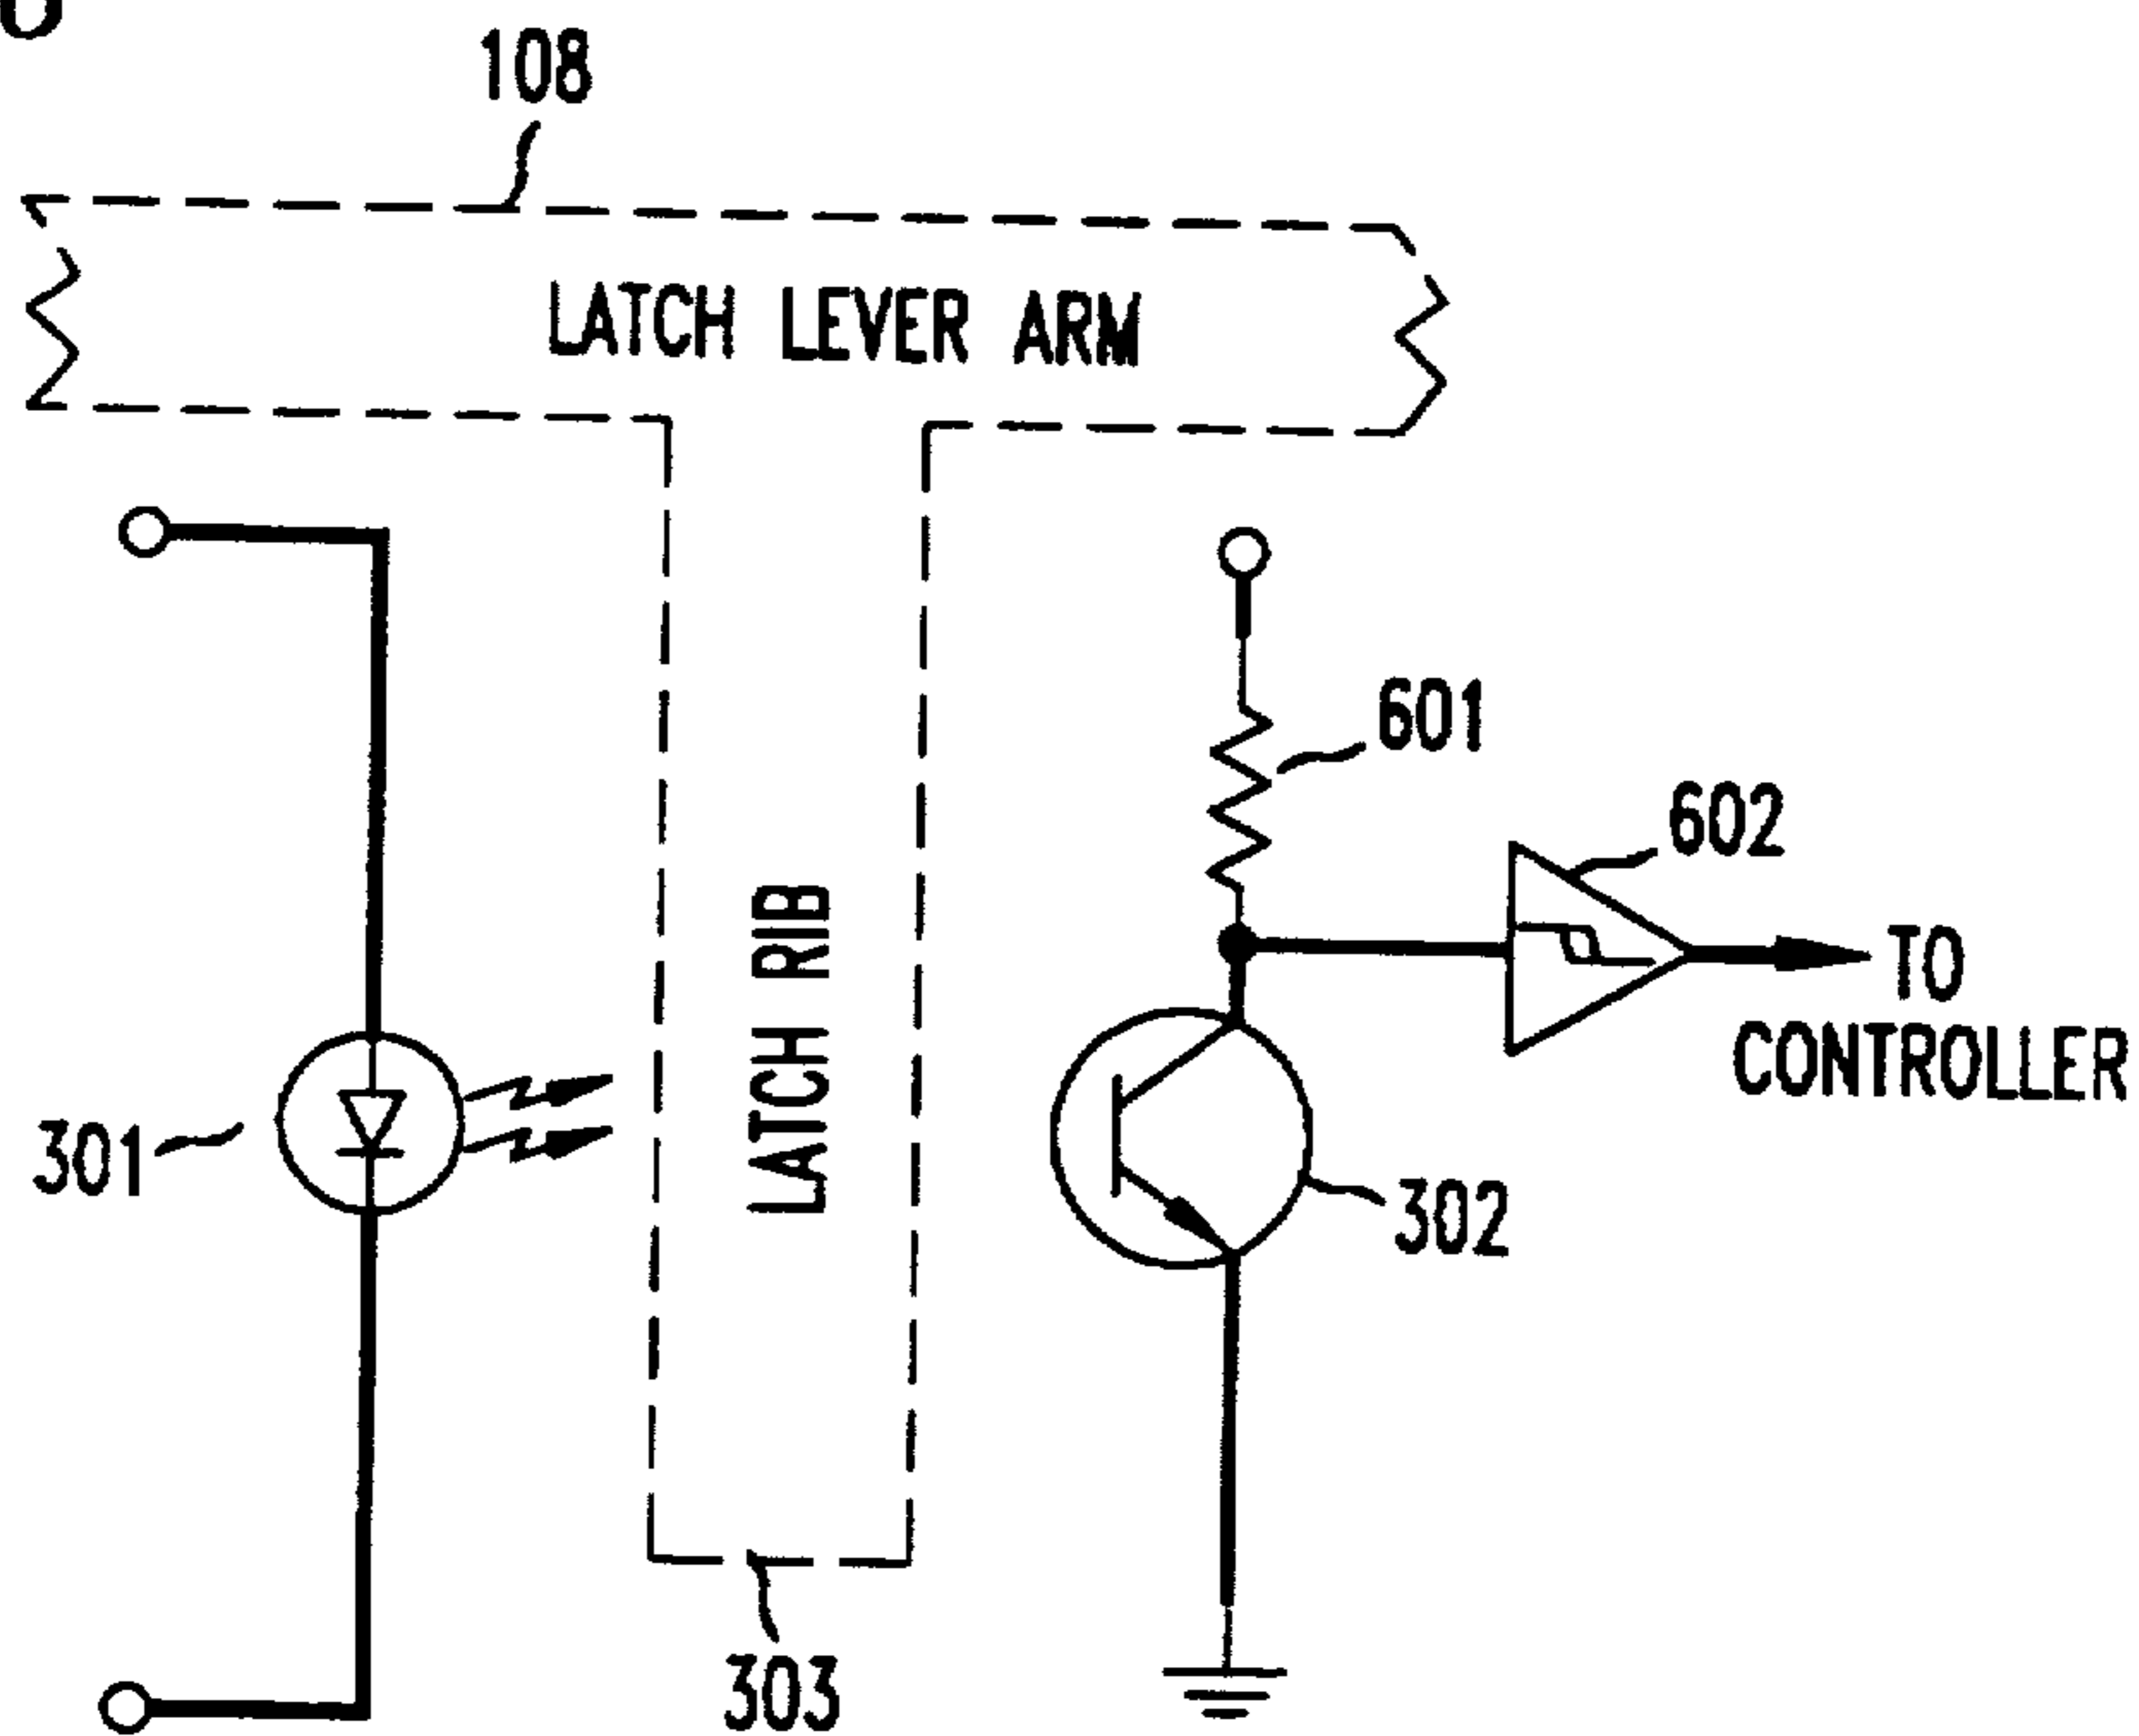 108
LATCH LEVER ARM
601
602
LATCH RIB
TO
CONTROLLER
301
302
303